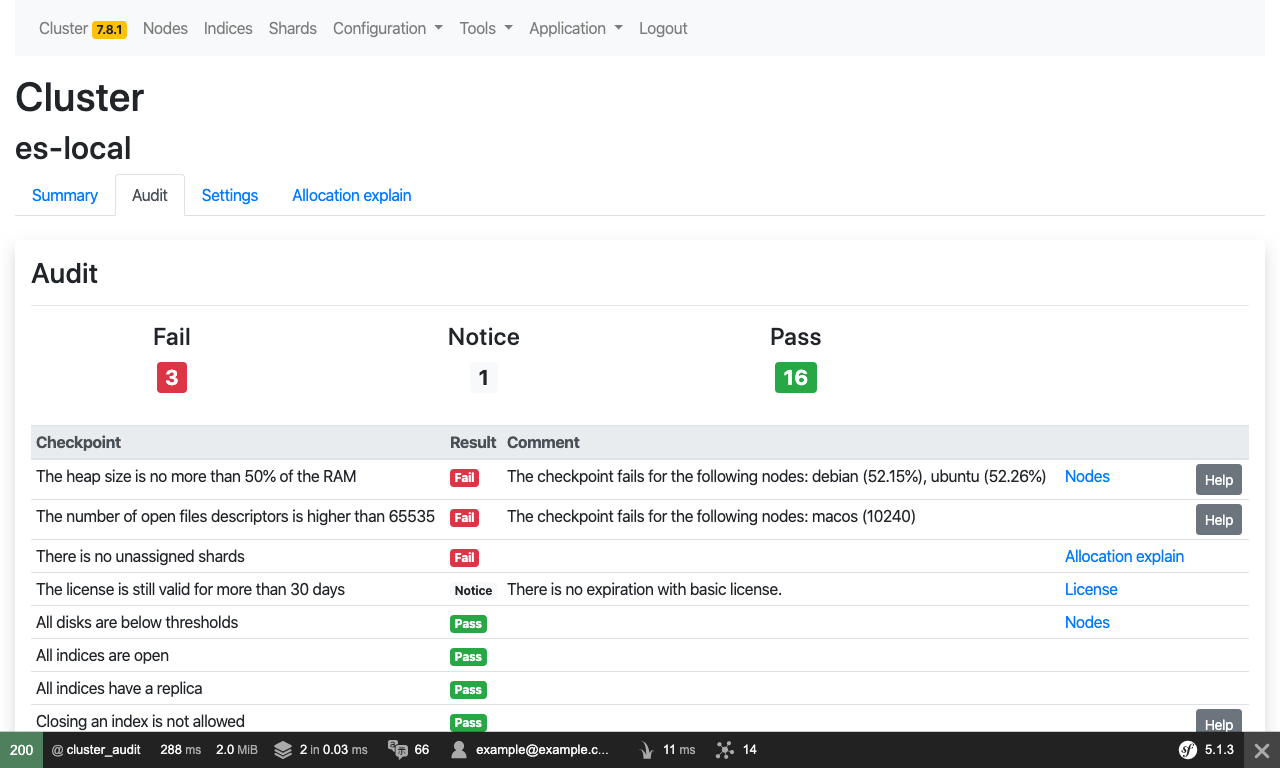 Cluster 7.8.1 Nodes Indices Shards Configuration Tools Application Logout
Cluster
es-local
Summary Audit Settings Allocation explain
Audit
Fail Notice Pass
3 1 16
Checkpoint Result Comment
The heap size is no more than 50% of the RAM Fail The checkpoint fails for the following nodes: debian (52.15%), ubuntu (52.26%) Nodes Help
The number of open files descriptors is higher than 65535 Fail The checkpoint fails for the following nodes: macos (10240) Help
There is no unassigned shards Fail Allocation explain
The license is still valid for more than 30 days Notice There is no expiration with basic license. License
All disks are below thresholds Pass Nodes
All indices are open Pass
All indices have a replica Pass
Closing an index is not allowed Pass Help
200 @ cluster_audit 288 ms 2.0 MiB 2 in 0.03 ms 66 example@example.c... 11 ms 14 sf 5.1.3